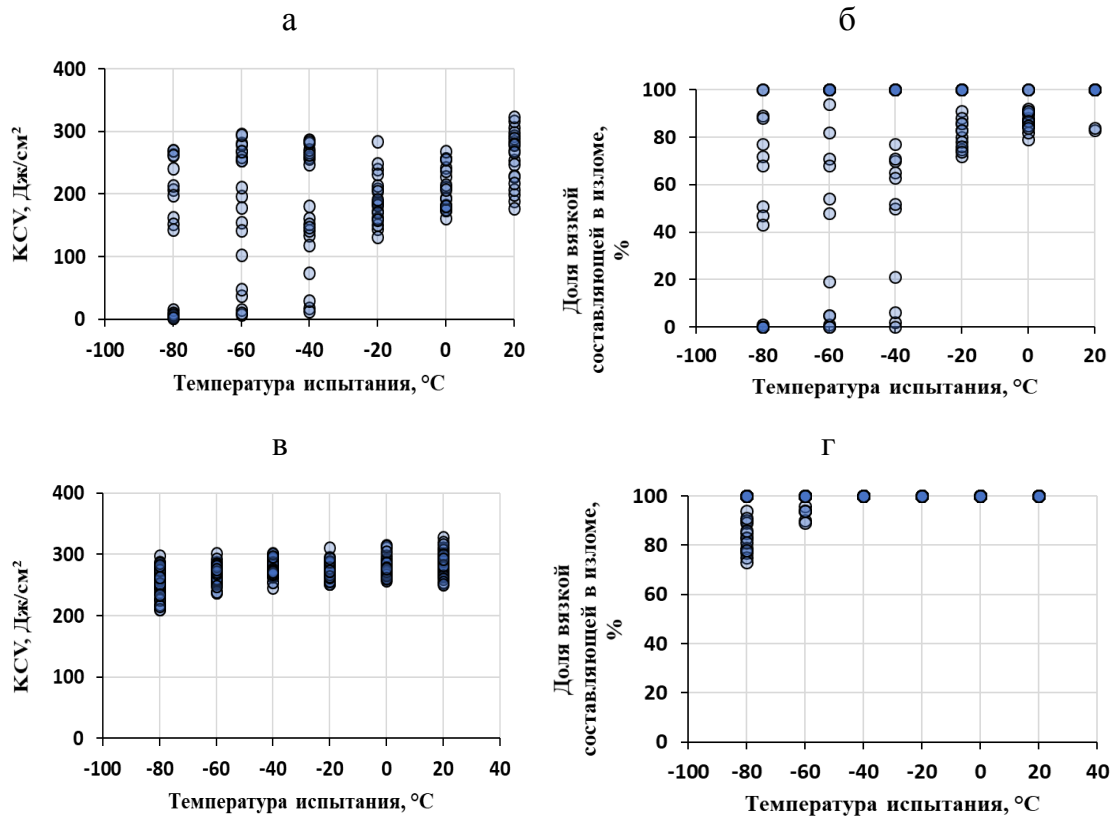 а
400
300
200
100
0
-100 -80 -60 -40 -20 0 20
KCV, Дж/см²
Температура испытания, °С
б
100
80
60
40
20
0
-100 -80 -60 -40 -20 0 20
Доля вязкой
составляющей в изломе,
%
Температура испытания, °С
в
400
300
200
100
0
-100 -80 -60 -40 -20 0 20 40
KCV, Дж/см²
Температура испытания, °С
г
100
80
60
40
20
0
-100 -80 -60 -40 -20 0 20 40
Доля вязкой
составляющей в изломе,
%
Температура испытания, °С